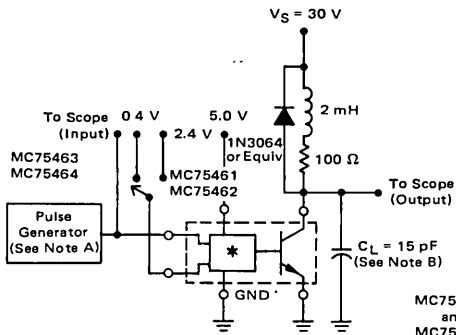 V_S = 30 V
To Scope
(Input)
0 4 V
2.4 V
5.0 V
1N3064
or Equiv
2 mH
100 Ω
MC75463
MC75464
MC75461
MC75462
To Scope
(Output)
Pulse
Generator
(See Note A)
*
C_L = 15 pF
(See Note B)
GND
MC75
an
MC75